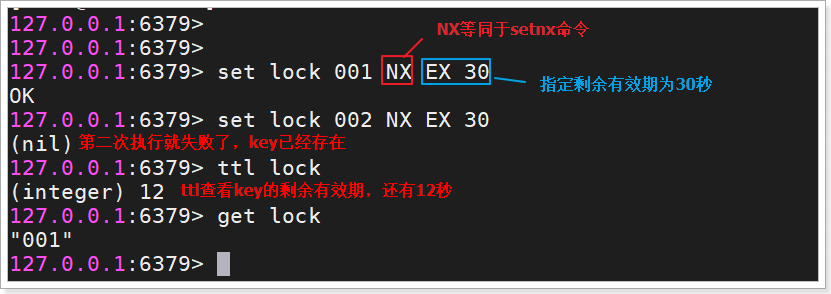 127.0.0.1:6379>
127.0.0.1:6379>
NX等同于setnx命令
127.0.0.1:6379> set lock 001 NX EX 30
指定剩余有效期为30秒
OK
127.0.0.1:6379> set lock 002 NX EX 30
(nil) 第二次执行就失败了，key已经存在
127.0.0.1:6379> ttl lock
(integer) 12 ttl查看key的剩余有效期，还有12秒
127.0.0.1:6379> get lock
"001"
127.0.0.1:6379>